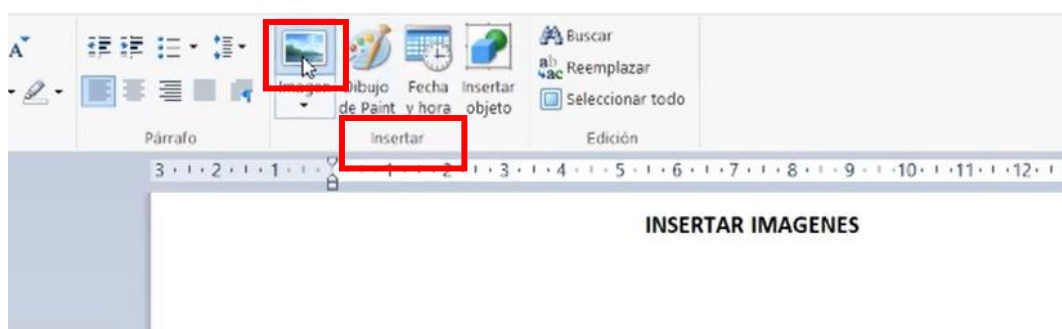 Buscar
Reemplazar
Seleccionar todo
Imagen Dibujo de Paint Fecha y hora Insertar objeto
Párrafo Insertar Edición
3 2 1 1 2 3 4 5 6 7 8 9 10 11 12
INSERTAR IMAGENES